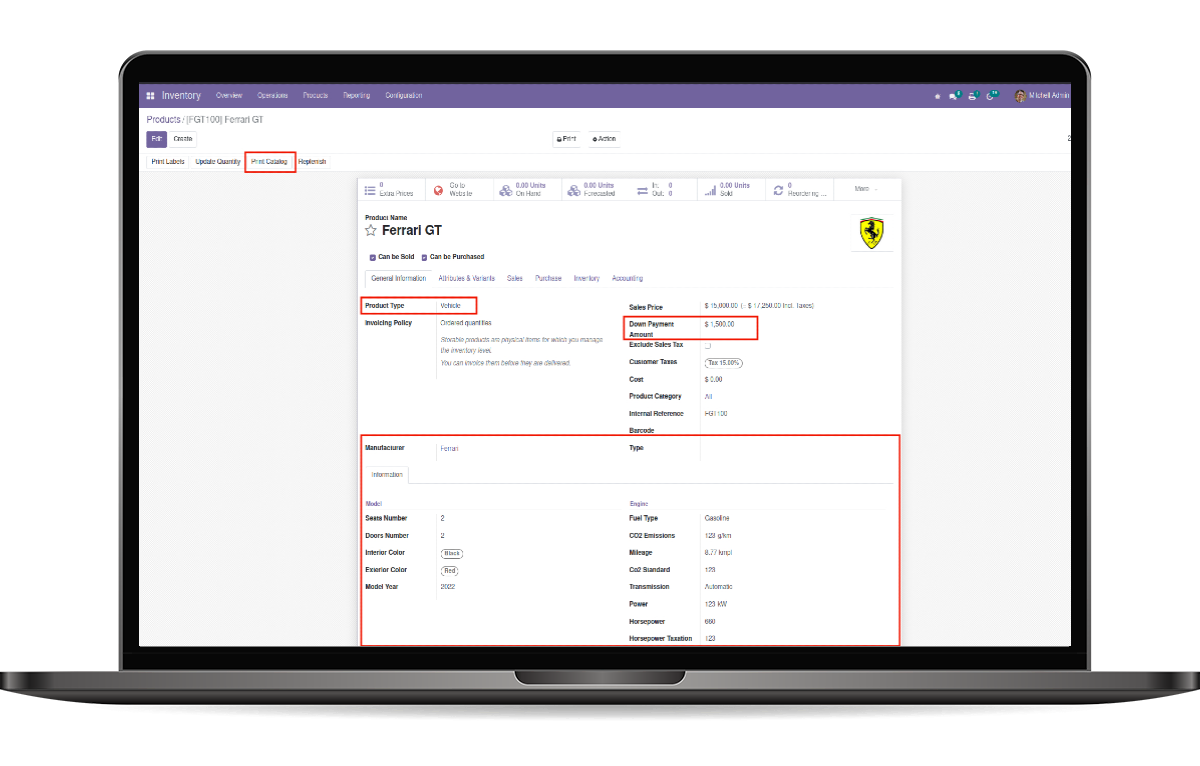 Inventory Overview Operations Products Reporting Configuration Mitchell Admin
Products / [FGT100] Ferrari GT
Edit Create Print Action
Print Labels Update Quantity Print Catalog Replenish
0 Extra Prices
Go to Website
0.00 Units On Hand
0.00 Units Forecasted
In: 0
Out: 0
0.00 Units Sold
0 Reordering ...
More
Product Name
Ferrari GT
Can be Sold Can be Purchased
General Information Attributes & Variants Sales Purchase Inventory Accounting
Product Type Vehicle
Invoicing Policy Ordered quantities
Storable products are physical items for which you manage
the inventory level.
You can invoice them before they are delivered.
Sales Price $ 15,000.00 (= $ 17,250.00 Incl. Taxes)
Down Payment Amount $ 1,500.00
Exclude Sales Tax
Customer Taxes Tax 15.00%
Cost $ 0.00
Product Category All
Internal Reference FGT100
Barcode
Manufacturer Ferrari
Type
Information
Model
Seats Number 2
Doors Number 2
Interior Color Black
Exterior Color Red
Model Year 2022
Engine
Fuel Type Gasoline
CO2 Emissions 123 g/km
Mileage 8.77 kmpl
Co2 Standard 123
Transmission Automatic
Power 123 kW
Horsepower 660
Horsepower Taxation 123